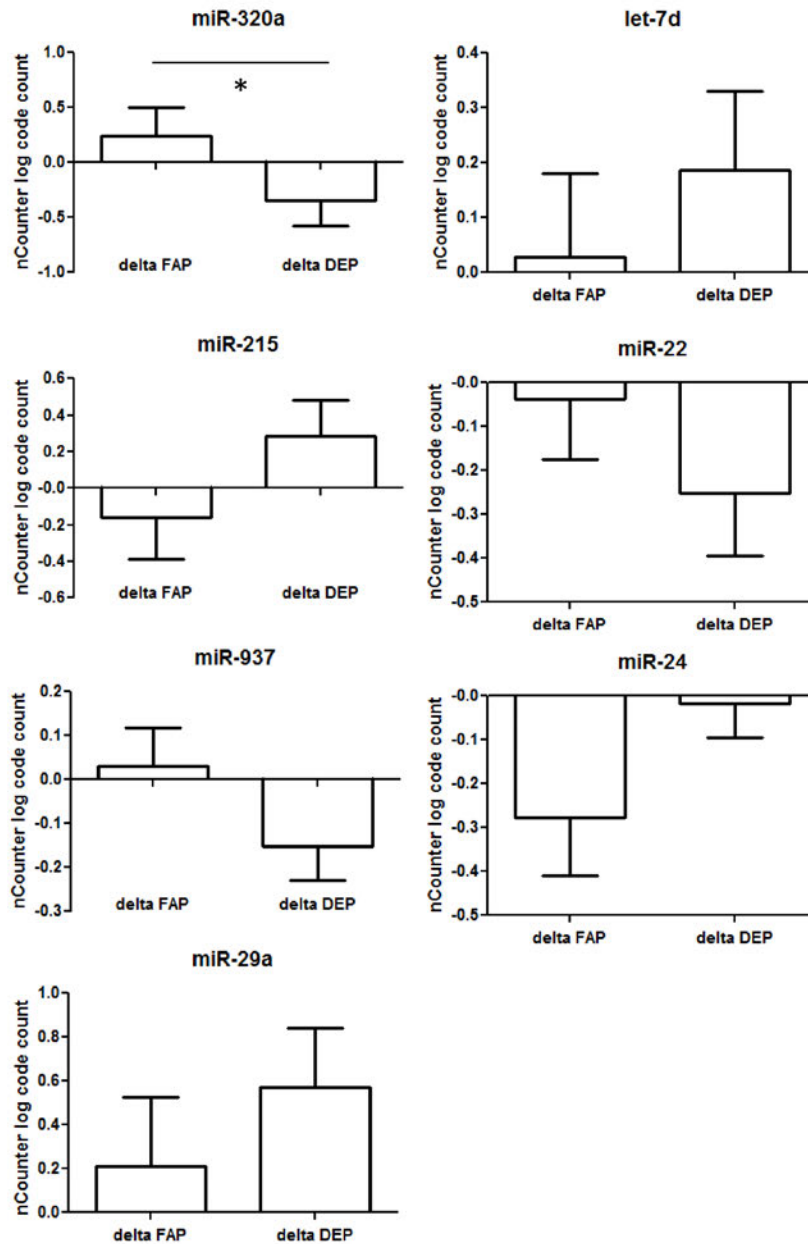 miR-320a
nCounter log code count
1.0
0.5
0.0
-0.5
-1.0
*
delta FAP delta DEP
let-7d
nCounter log code count
0.4
0.3
0.2
0.1
0.0
delta FAP delta DEP
miR-215
nCounter log code count
0.6
0.4
0.2
-0.0
-0.2
-0.4
-0.6
delta FAP delta DEP
miR-22
nCounter log code count
-0.0
-0.1
-0.2
-0.3
-0.4
-0.5
delta FAP delta DEP
miR-937
nCounter log code count
0.2
0.1
0.0
-0.1
-0.2
-0.3
delta FAP delta DEP
miR-24
nCounter log code count
-0.0
-0.1
-0.2
-0.3
-0.4
-0.5
delta FAP delta DEP
miR-29a
nCounter log code count
1.0
0.8
0.6
0.4
0.2
0.0
delta FAP delta DEP